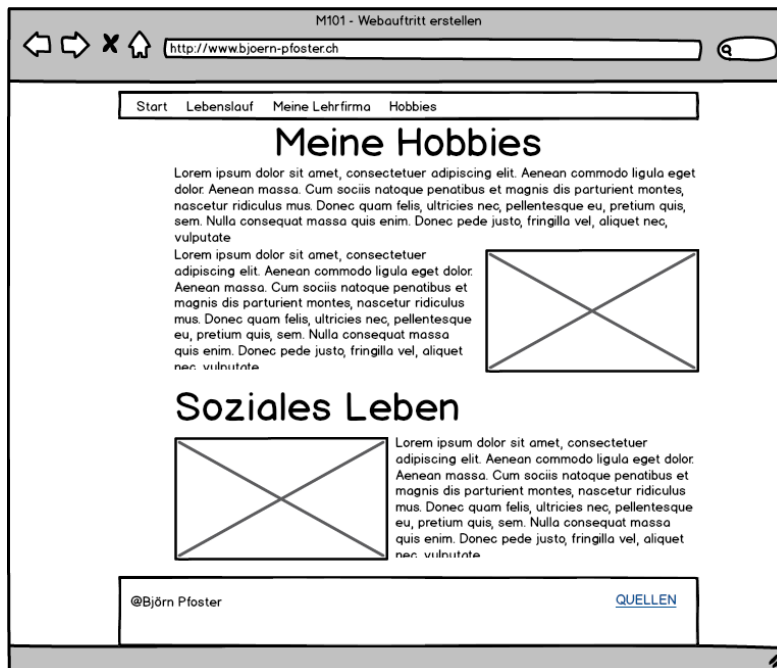 M101 - Webauftritt erstellen
http://www.bjoern-pfoster.ch
Start Lebenslauf Meine Lehrfirma Hobbies
Meine Hobbies
Lorem ipsum dolor sit amet, consectetuer adipiscing elit. Aenean commodo ligula eget
dolor. Aenean massa. Cum sociis natoque penatibus et magnis dis parturient montes,
nascetur ridiculus mus. Donec quam felis, ultricies nec, pellentesque eu, pretium quis,
sem. Nulla consequat massa quis enim. Donec pede justo, fringilla vel, aliquet nec,
vulputate
Lorem ipsum dolor sit amet, consectetuer
adipiscing elit. Aenean commodo ligula eget dolor.
Aenean massa. Cum sociis natoque penatibus et
magnis dis parturient montes, nascetur ridiculus
mus. Donec quam felis, ultricies nec, pellentesque
eu, pretium quis, sem. Nulla consequat massa
quis enim. Donec pede justo, fringilla vel, aliquet
nec, vulputate
Soziales Leben
Lorem ipsum dolor sit amet, consectetuer
adipiscing elit. Aenean commodo ligula eget dolor.
Aenean massa. Cum sociis natoque penatibus et
magnis dis parturient montes, nascetur ridiculus
mus. Donec quam felis, ultricies nec, pellentesque
eu, pretium quis, sem. Nulla consequat massa
quis enim. Donec pede justo, fringilla vel, aliquet
nec, vulputate
@Björn Pfoster QUELLEN